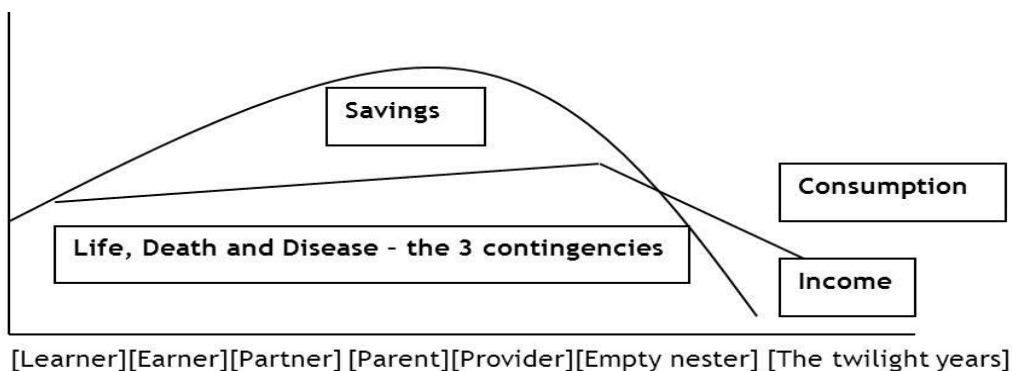 Savings
Consumption
Life, Death and Disease - the 3 contingencies
Income
[Learner][Earner][Partner] [Parent][Provider][Empty nester] [The twilight years]